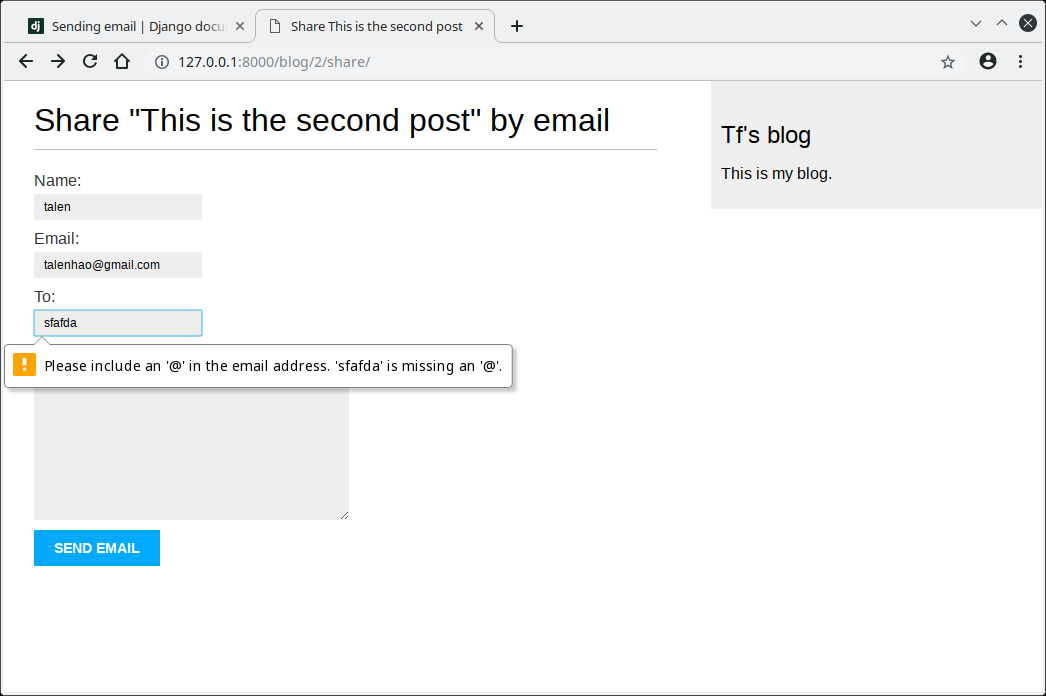 dj Sending email | Django docu
Share This is the second post
127.0.0.1:8000/blog/2/share/
Share "This is the second post" by email
Name:
talen
Email:
talenhao@gmail.com
To:
sfafda
Please include an '@' in the email address. 'sfafda' is missing an '@'.
SEND EMAIL
Tf's blog
This is my blog.